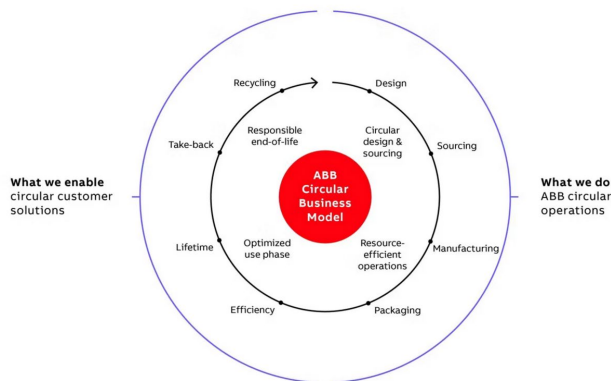 Recycling
Design
Responsible
end-of-life
Circular
design &
sourcing
Take-back
Sourcing
ABB
Circular
Business
Model
What we enable
circular customer
solutions
What we do
ABB circular
operations
Lifetime
Optimized
use phase
Resource-
efficient
operations
Manufacturing
Efficiency
Packaging